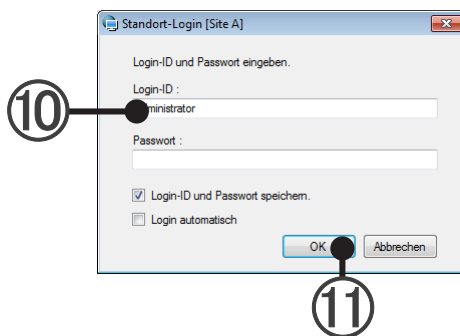 Standort-Login [Site A]
Login-ID und Passwort eingeben.
Login-ID :
10
ministrator
Passwort :
Login-ID und Passwort speichern.
Login automatisch
OK
Abbrechen
11